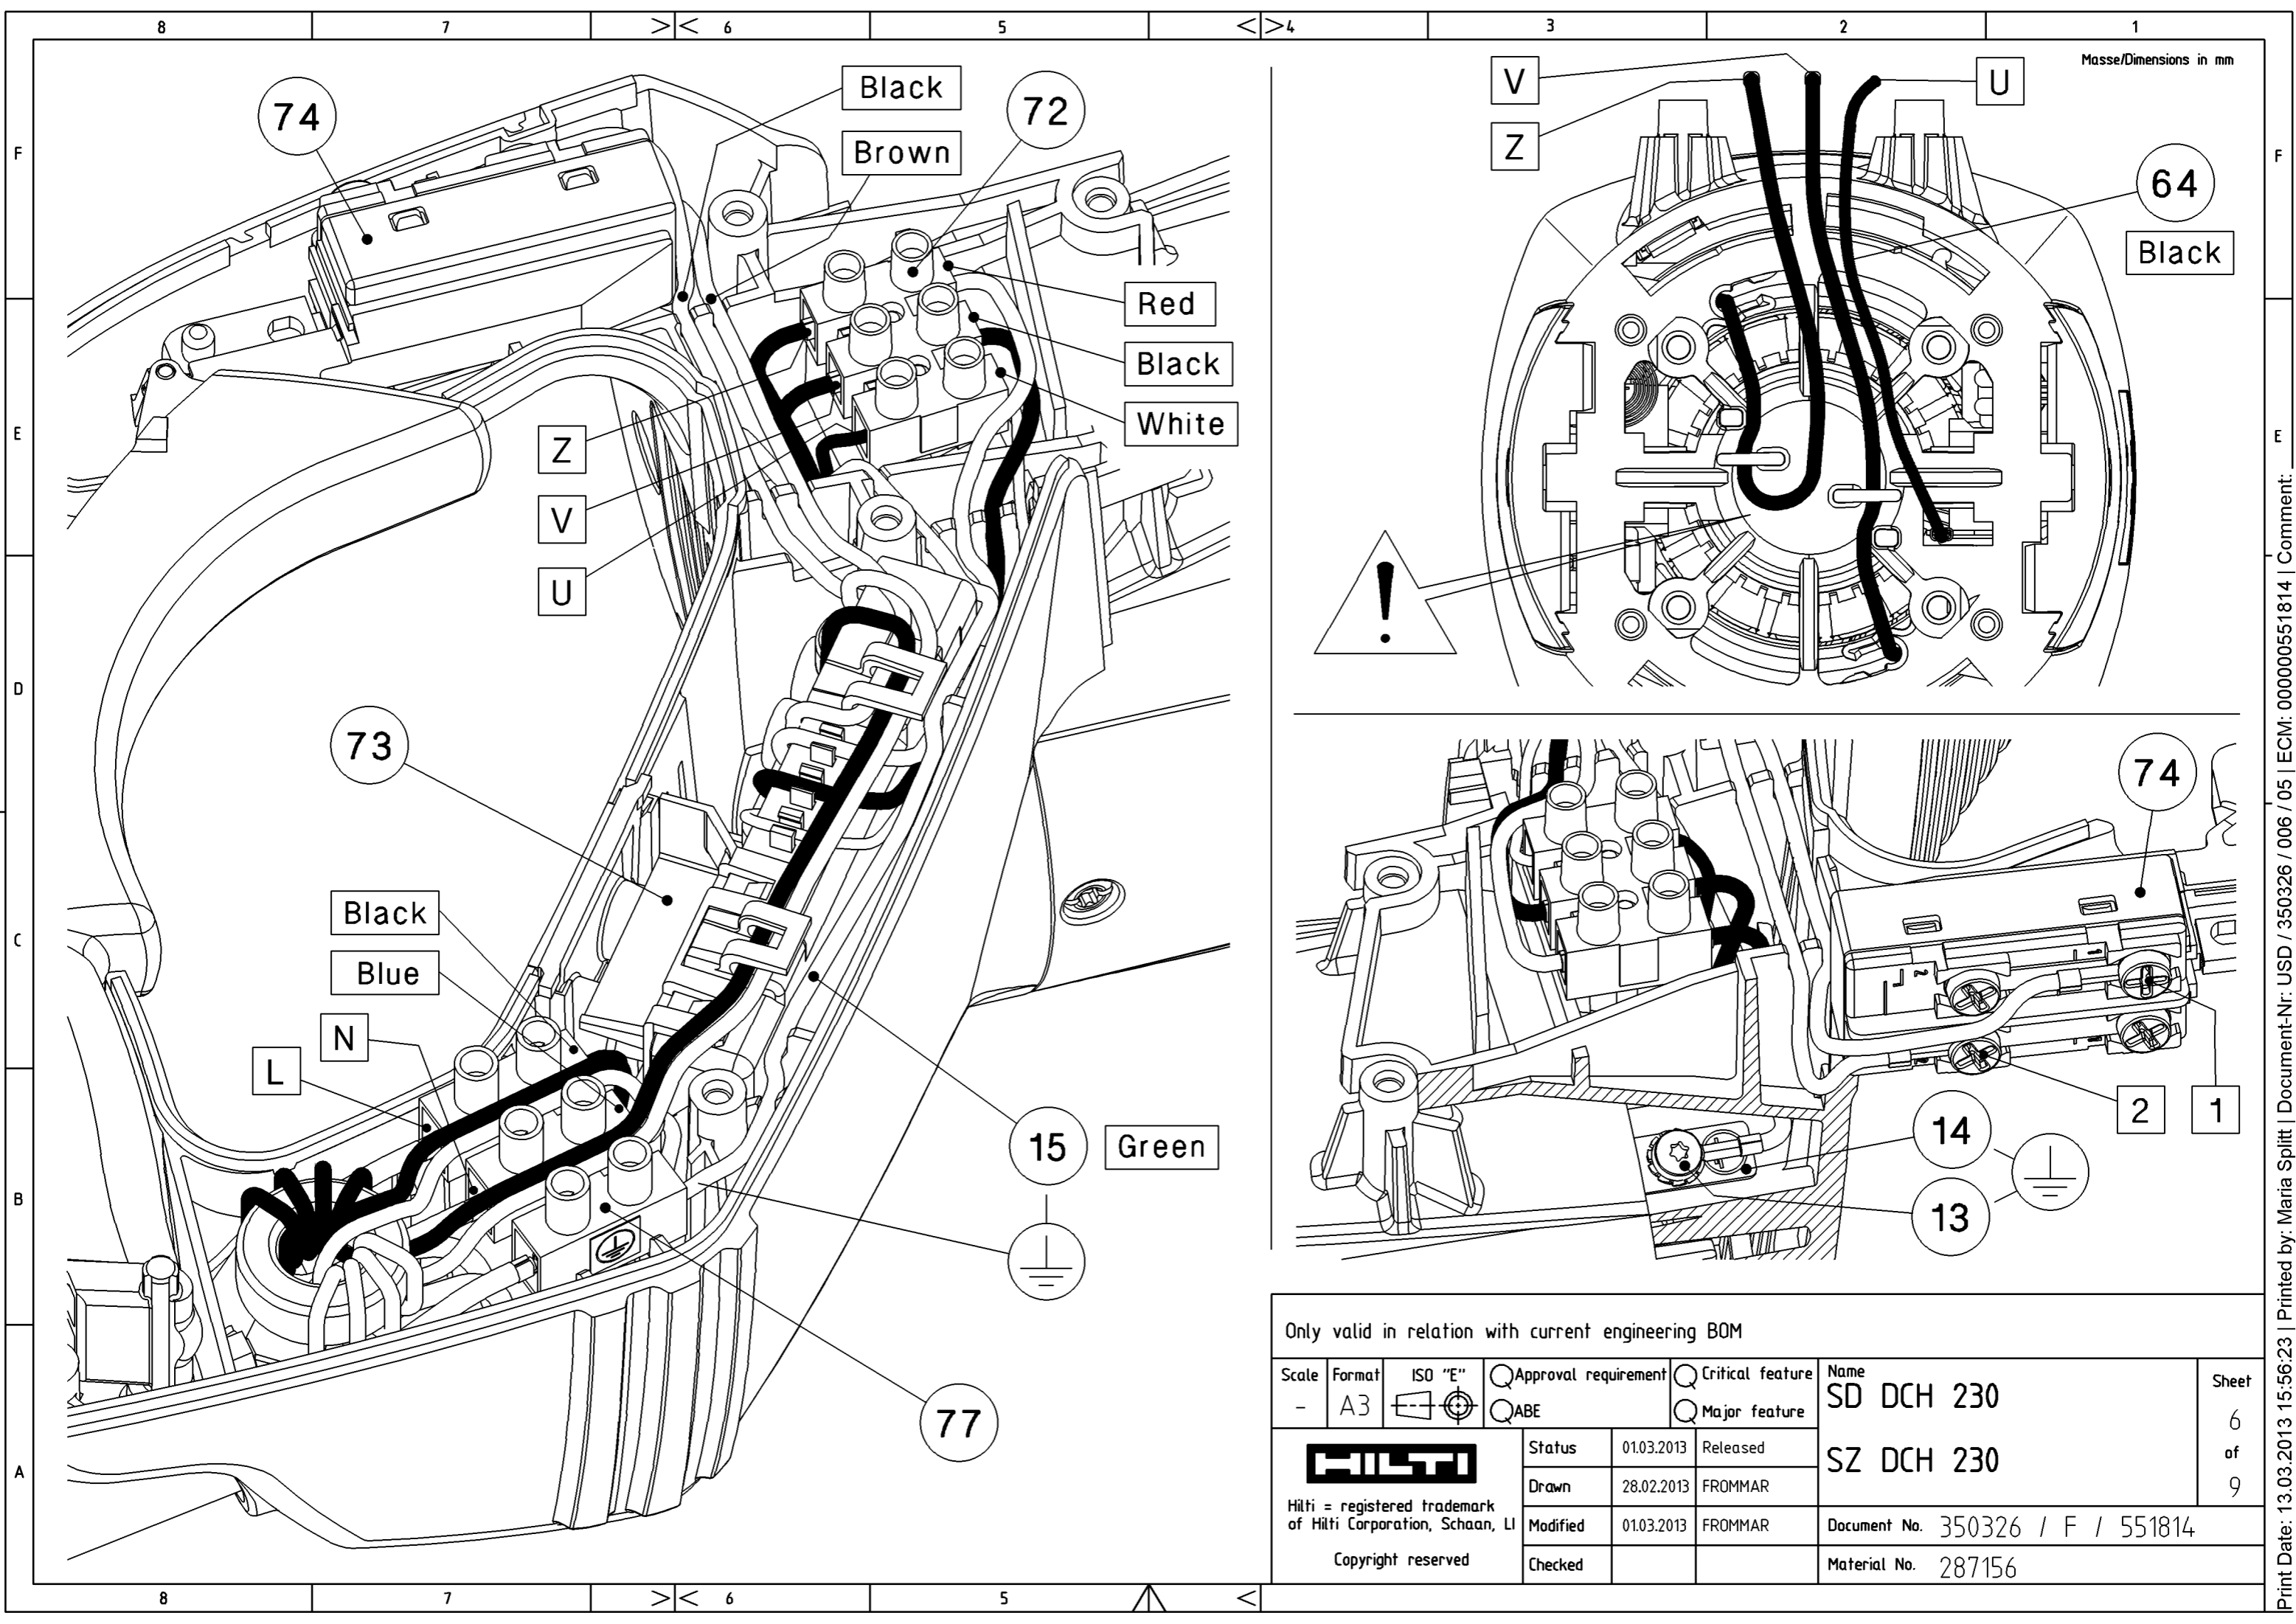 8 7 > < 6 5 < > 4 3 2 1
Masse/Dimensions in mm
F
E
D
C
B
A
74
Black
Brown
72
Red
Black
White
Z
V
U
73
Black
Blue
N
L
15
Green
77
V
Z
U
64
Black
!
F
E
74
2
1
14
13
Only valid in relation with current engineering BOM
Scale
-
Format
A3
ISO "E"
Approval requirement
ABE
Critical feature
Major feature
Name
SD DCH 230
SZ DCH 230
Sheet
6
of
9
HILTI
Hilti = registered trademark
of Hilti Corporation, Schaan, LI
Copyright reserved
Status 01.03.2013 Released
Drawn 28.02.2013 FROMMAR
Modified 01.03.2013 FROMMAR
Checked
Document No. 350326 / F / 551814
Material No. 287156
8 7 > < 6 5 <
Print Date: 13.03.2013 15:56:23 | Printed by: Maria Splitt | Document-Nr: USD / 350326 / 006 / 05 | ECM: 000000551814 | Comment: